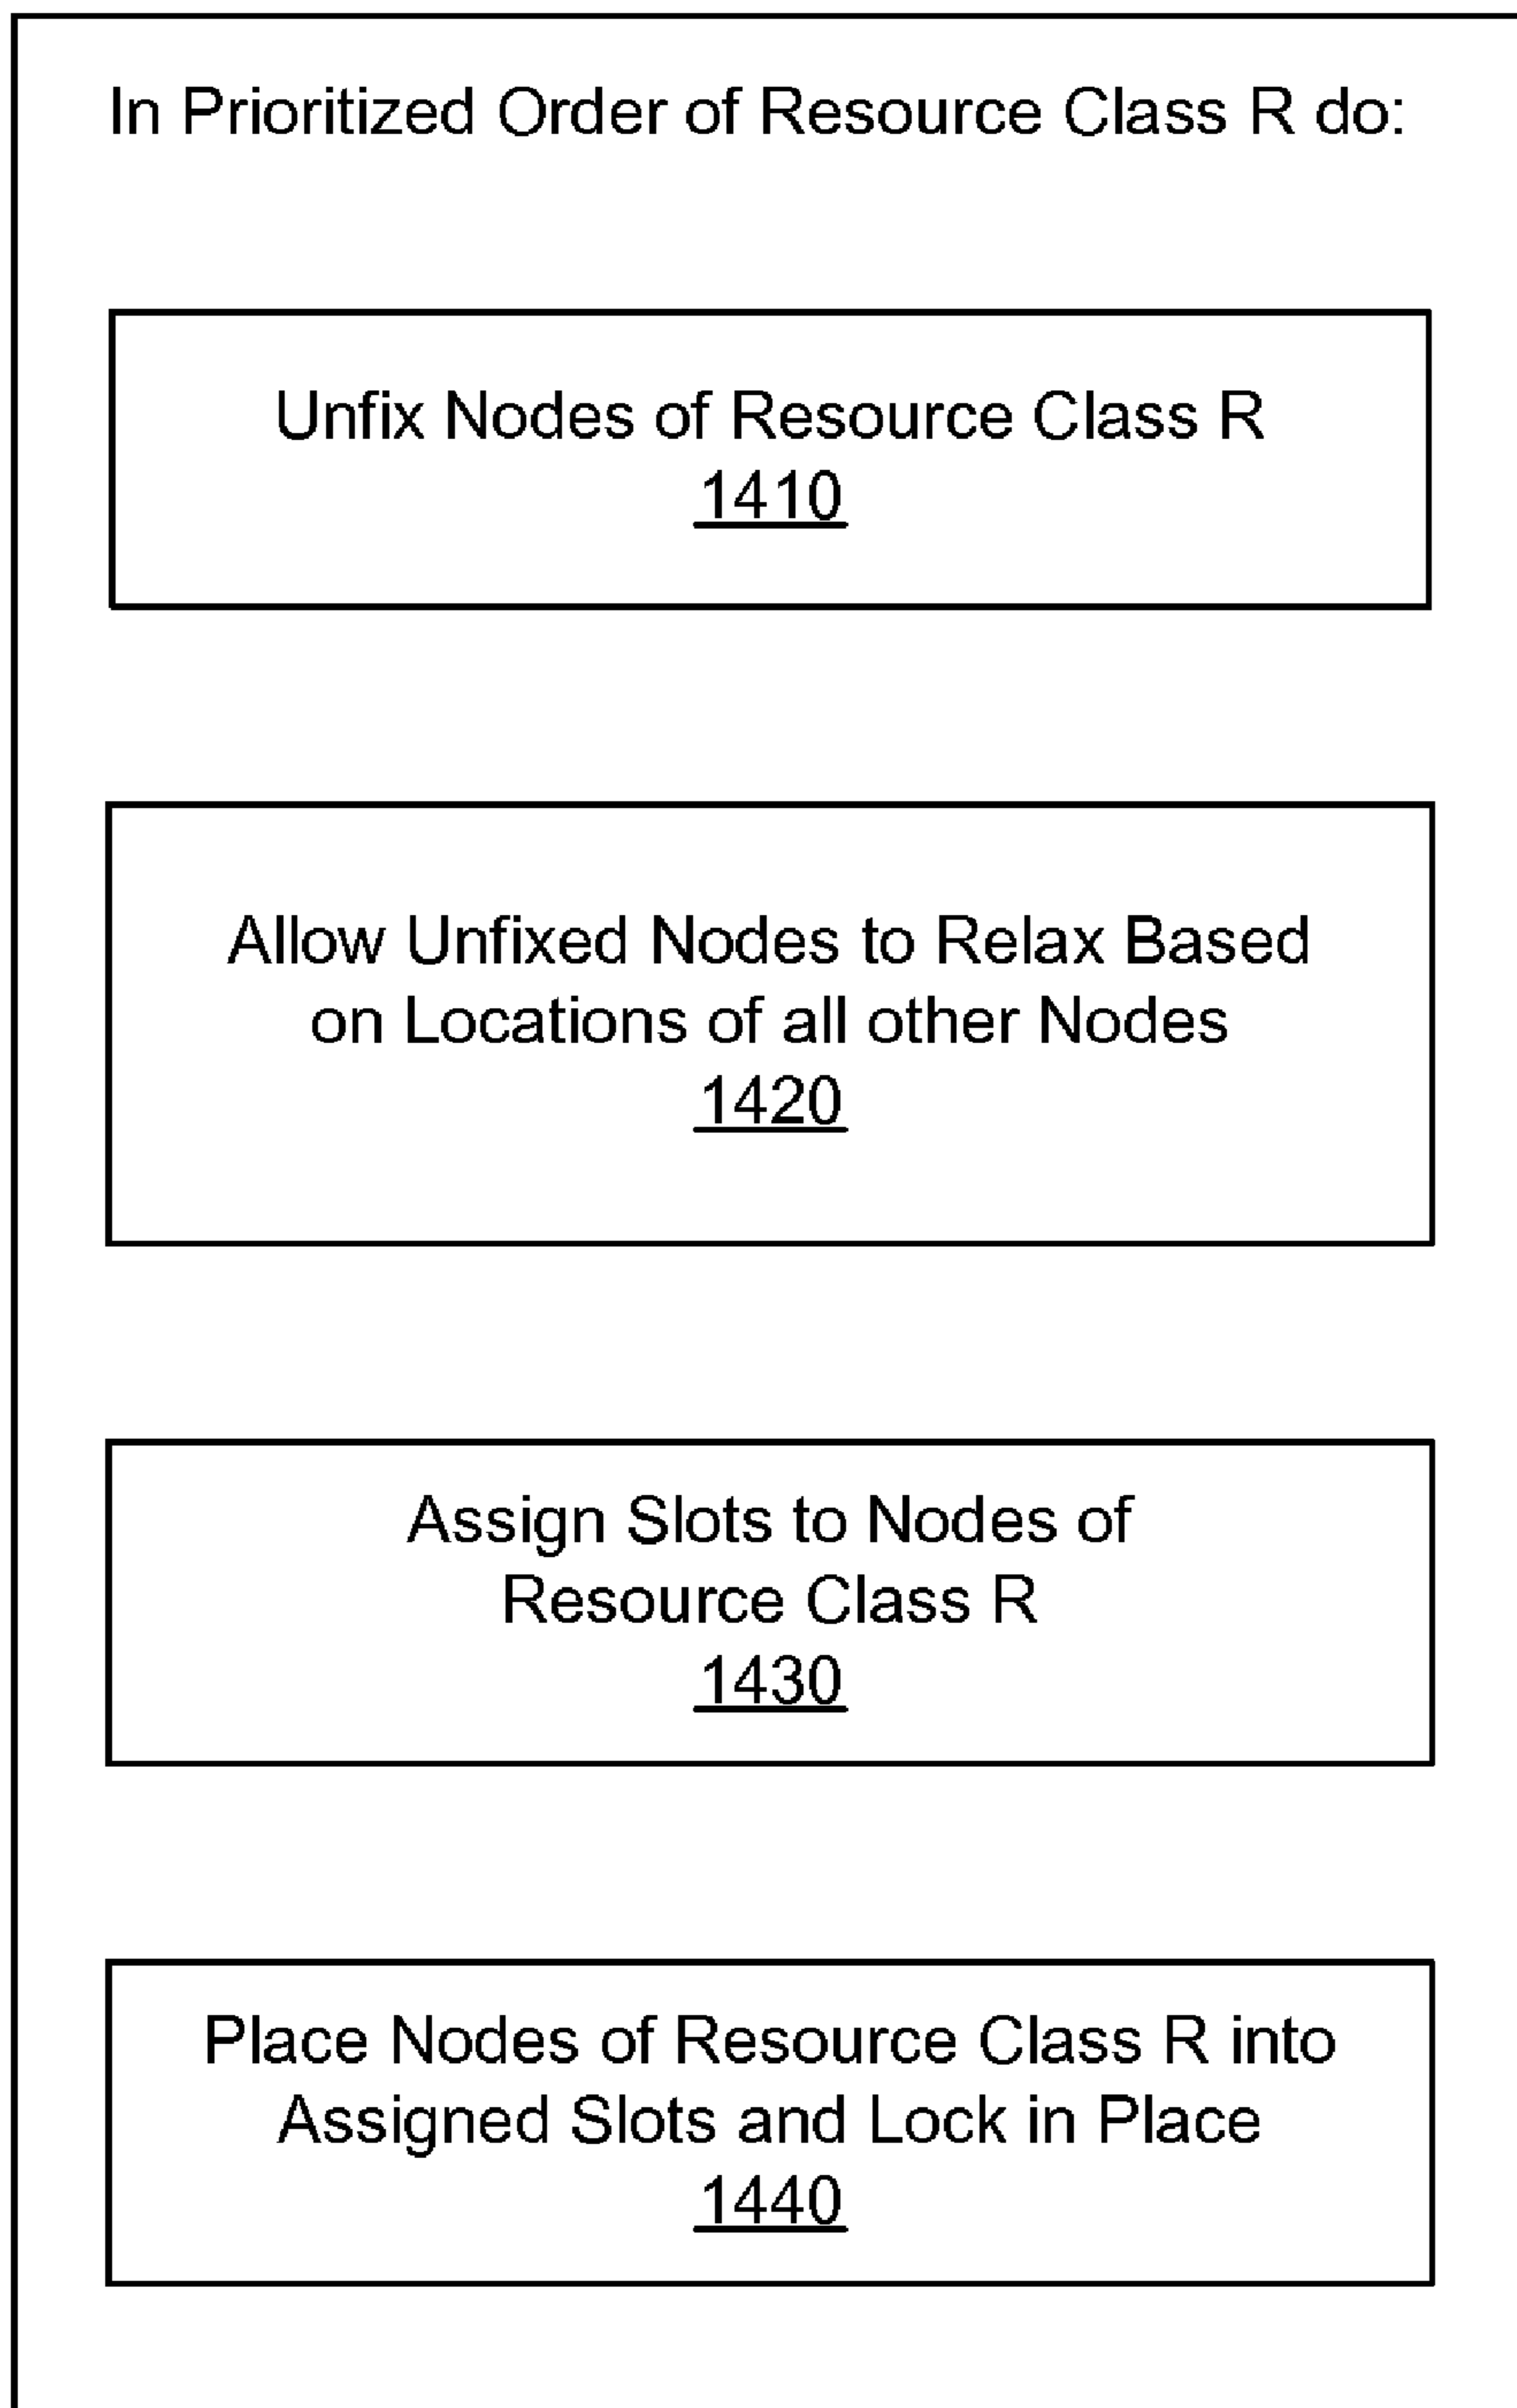 In Prioritized Order of Resource Class R do:
Unfix Nodes of Resource Class R
1410
Allow Unfixed Nodes to Relax Based
on Locations of all other Nodes
1420
Assign Slots to Nodes of
Resource Class R
1430
Place Nodes of Resource Class R into
Assigned Slots and Lock in Place
1440